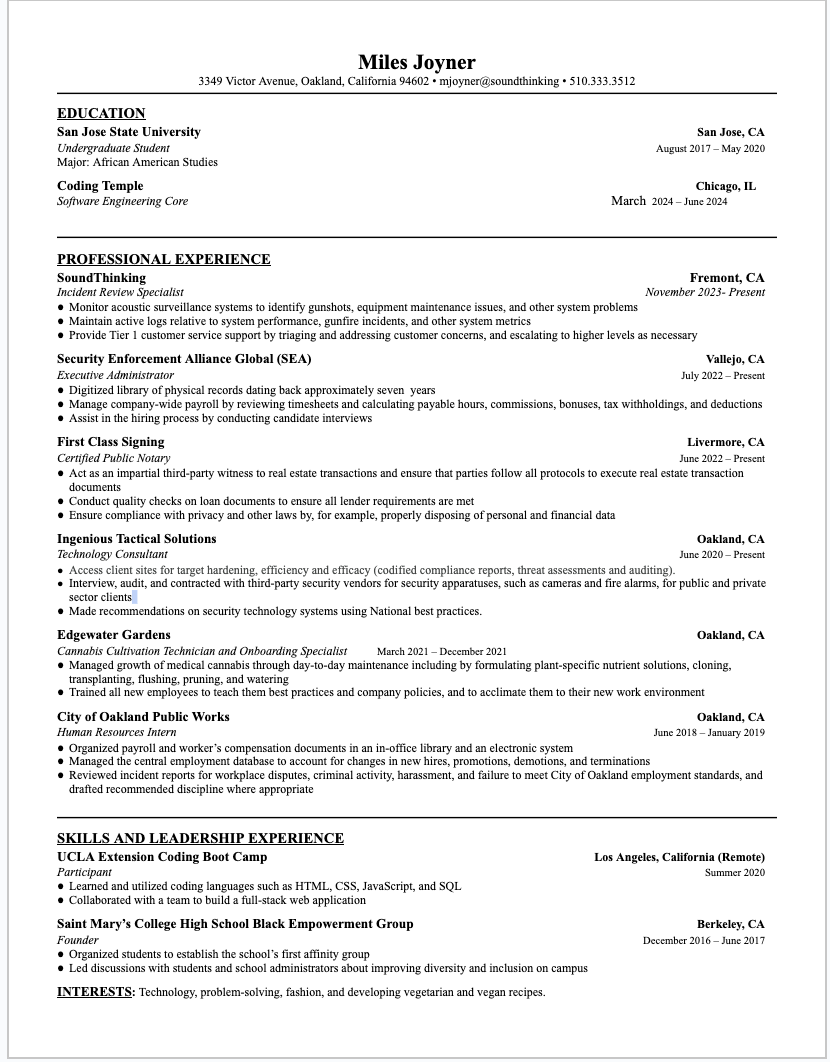 Miles Joyner
3349 Victor Avenue, Oakland, California 94602 • mjoyner@soundthinking • 510.333.3512
EDUCATION
San Jose State University San Jose, CA
Undergraduate Student August 2017 – May 2020
Major: African American Studies
Coding Temple Chicago, IL
Software Engineering Core March 2024 – June 2024
PROFESSIONAL EXPERIENCE
SoundThinking Fremont, CA
Incident Review Specialist November 2023- Present
● Monitor acoustic surveillance systems to identify gunshots, equipment maintenance issues, and other system problems
● Maintain active logs relative to system performance, gunfire incidents, and other system metrics
● Provide Tier 1 customer service support by triaging and addressing customer concerns, and escalating to higher levels as necessary
Security Enforcement Alliance Global (SEA) Vallejo, CA
Executive Administrator July 2022 – Present
● Digitized library of physical records dating back approximately seven years
● Manage company-wide payroll by reviewing timesheets and calculating payable hours, commissions, bonuses, tax withholdings, and deductions
● Assist in the hiring process by conducting candidate interviews
First Class Signing Livermore, CA
Certified Public Notary June 2022 – Present
● Act as an impartial third-party witness to real estate transactions and ensure that parties follow all protocols to execute real estate transaction
documents
● Conduct quality checks on loan documents to ensure all lender requirements are met
● Ensure compliance with privacy and other laws by, for example, properly disposing of personal and financial data
Ingenious Tactical Solutions Oakland, CA
Technology Consultant June 2020 – Present
● Access client sites for target hardening, efficiency and efficacy (codified compliance reports, threat assessments and auditing).
● Interview, audit, and contracted with third-party security vendors for security apparatuses, such as cameras and fire alarms, for public and private
sector clients
● Made recommendations on security technology systems using National best practices.
Edgewater Gardens Oakland, CA
Cannabis Cultivation Technician and Onboarding Specialist March 2021 – December 2021
● Managed growth of medical cannabis through day-to-day maintenance including by formulating plant-specific nutrient solutions, cloning,
transplanting, flushing, pruning, and watering
● Trained all new employees to teach them best practices and company policies, and to acclimate them to their new work environment
City of Oakland Public Works Oakland, CA
Human Resources Intern June 2018 – January 2019
● Organized payroll and worker's compensation documents in an in-office library and an electronic system
● Managed the central employment database to account for changes in new hires, promotions, demotions, and terminations
● Reviewed incident reports for workplace disputes, criminal activity, harassment, and failure to meet City of Oakland employment standards, and
drafted recommended discipline where appropriate
SKILLS AND LEADERSHIP EXPERIENCE
UCLA Extension Coding Boot Camp Los Angeles, California (Remote)
Participant Summer 2020
● Learned and utilized coding languages such as HTML, CSS, JavaScript, and SQL
● Collaborated with a team to build a full-stack web application
Saint Mary's College High School Black Empowerment Group Berkeley, CA
Founder December 2016 – June 2017
● Organized students to establish the school's first affinity group
● Led discussions with students and school administrators about improving diversity and inclusion on campus
INTERESTS: Technology, problem-solving, fashion, and developing vegetarian and vegan recipes.